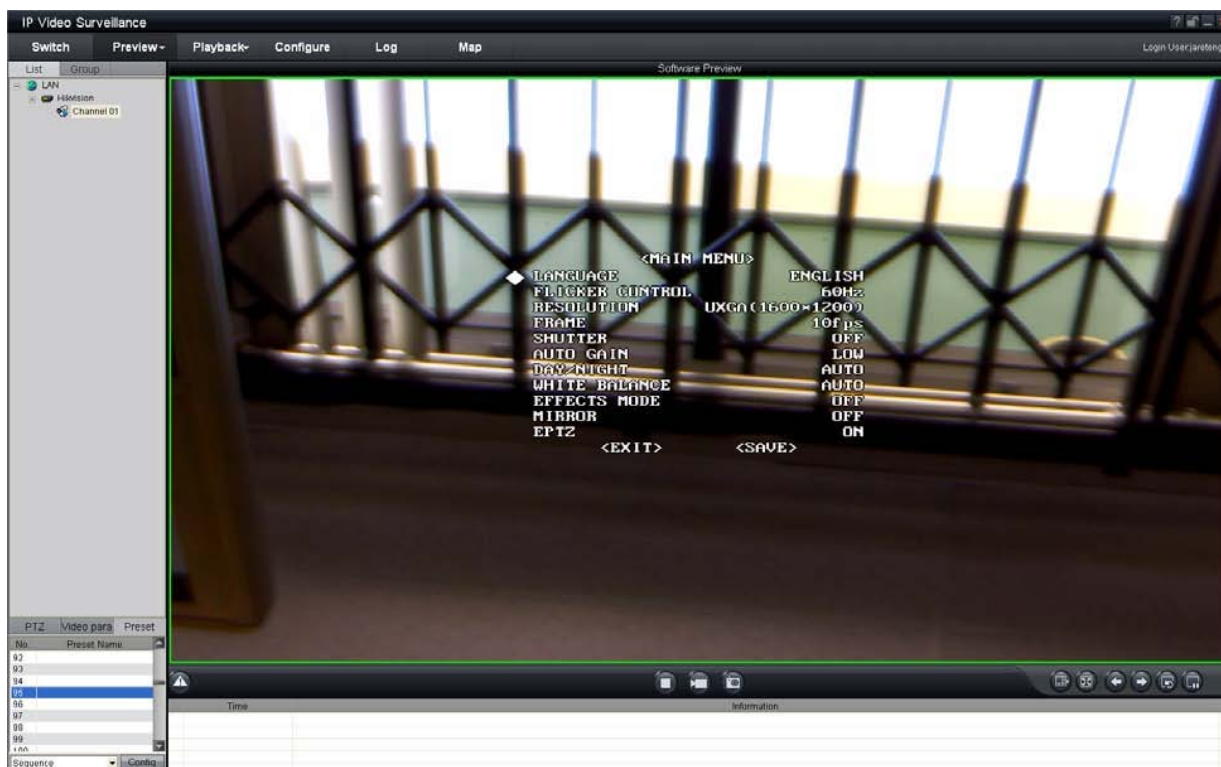 IP Video Surveillance
Switch Preview Playback Configure Log Map
List Group
Software Preview
LAN
Channel 01
<MAIN MENU>
LANGUAGE ENGLISH
FLICKER CONTROL 60Hz
RESOLUTION UXGA(1600*1200)
FRAME 10fps
SHUTTER OFF
AUTO GAIN LOW
DAY/NIGHT AUTO
WHITE BALANCE AUTO
EFFECTS MODE OFF
MIRROR OFF
EPTZ ON
<EXIT> <SAVE>
PTZ Video para Preset
No. Preset Name
92
93
94
95
96
97
98
99
100
Time Information
Sequence Config